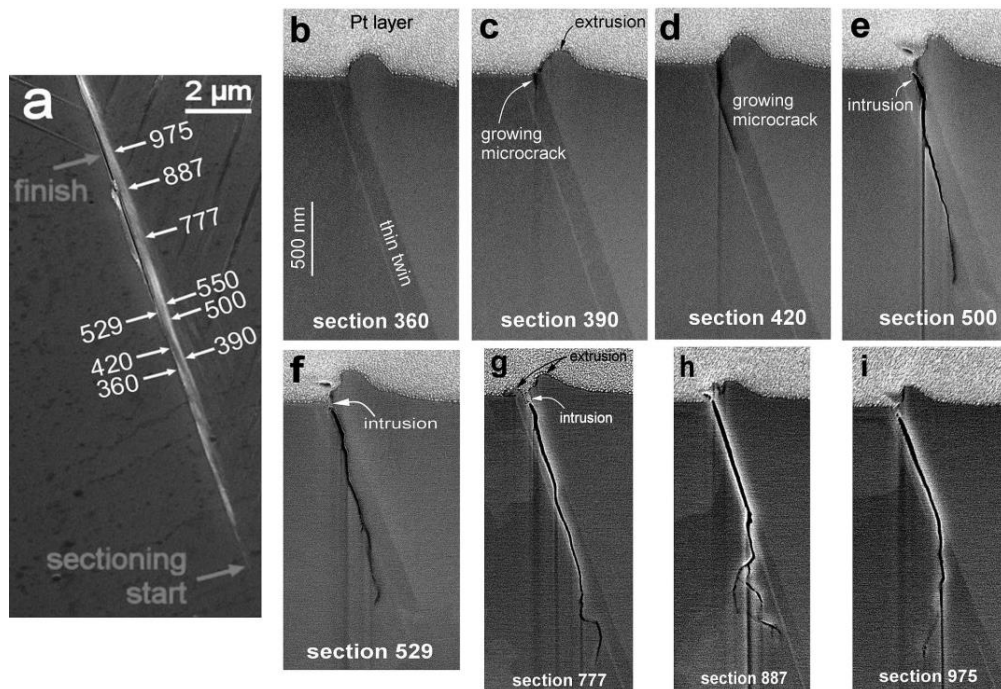 a
2 µm
975
887
finish
777
550
529
500
420
390
360
sectioning
start
b
Pt layer
500 nm
thin twin
section 360
c
extrusion
growing
microcrack
section 390
d
growing
microcrack
section 420
e
intrusion
section 500
f
intrusion
section 529
g
extrusion
intrusion
section 777
h
section 887
i
section 975